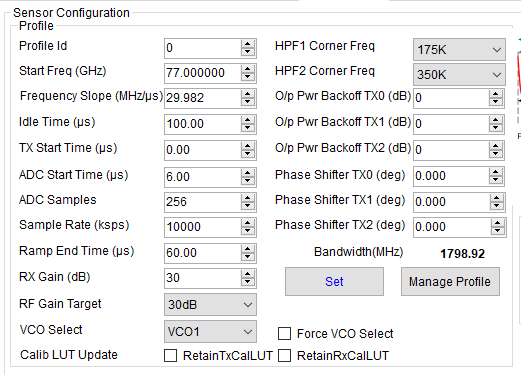 Sensor Configuration
Profile
Profile Id 0
Start Freq (GHz) 77.000000
Frequency Slope (MHz/µs) 29.982
Idle Time (µs) 100.00
TX Start Time (µs) 0.00
ADC Start Time (µs) 6.00
ADC Samples 256
Sample Rate (ksps) 10000
Ramp End Time (µs) 60.00
RX Gain (dB) 30
RF Gain Target 30dB
VCO Select VCO1
Calib LUT Update RetainTxCalLUT RetainRxCalLUT
HPF1 Corner Freq 175K
HPF2 Corner Freq 350K
O/p Pwr Backoff TX0 (dB) 0
O/p Pwr Backoff TX1 (dB) 0
O/p Pwr Backoff TX2 (dB) 0
Phase Shifter TX0 (deg) 0.000
Phase Shifter TX1 (deg) 0.000
Phase Shifter TX2 (deg) 0.000
Bandwidth(MHz) 1798.92
Set Manage Profile
Force VCO Select